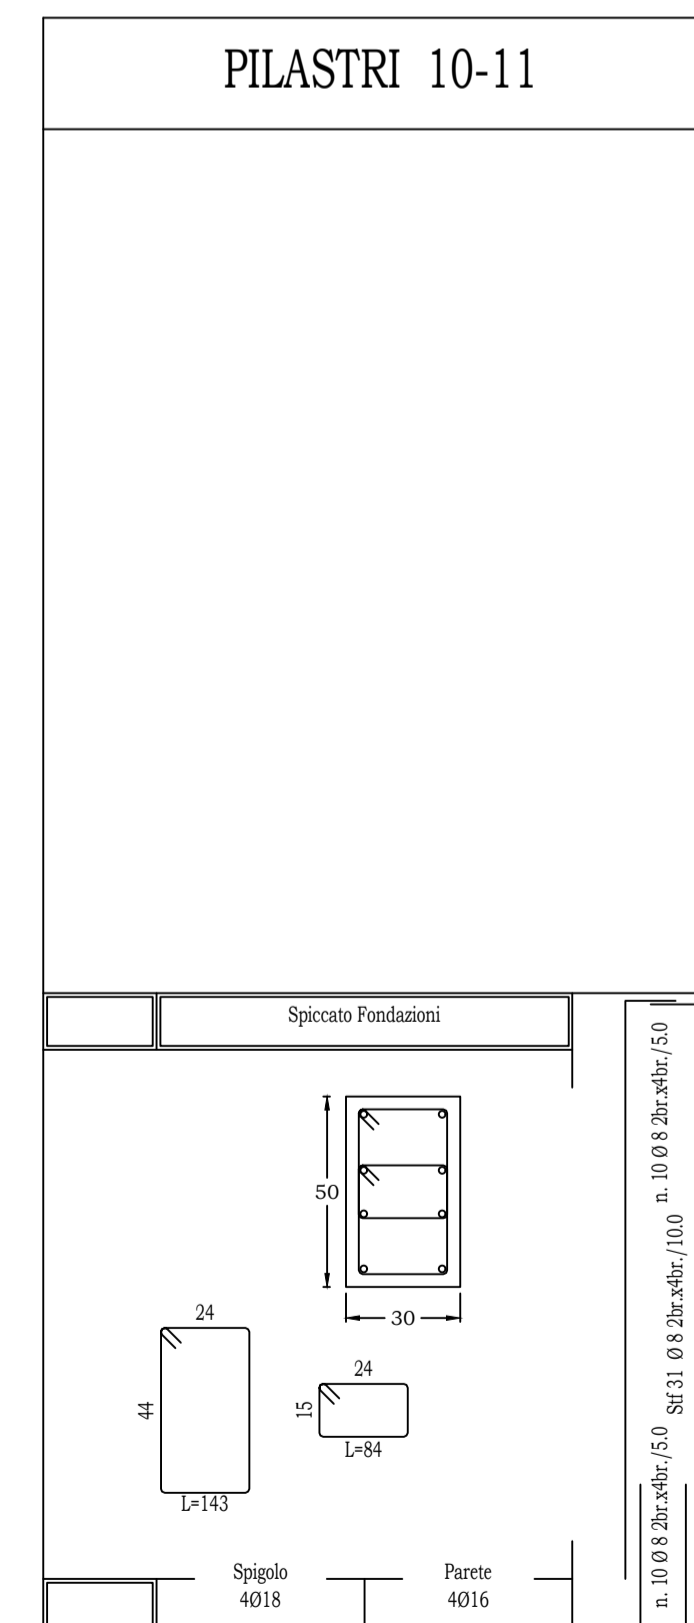 PILASTRI 10-11
Spiccato Fondazioni
50
30
24
44
L=143
24
15
L=84
Spigolo
4Ø18
Parete
4Ø16
n. 10 Ø 8 2br.x4br./5.0
Stf 31 Ø 8 2br.x4br./10.0
n. 10 Ø 8 2br.x4br./5.0